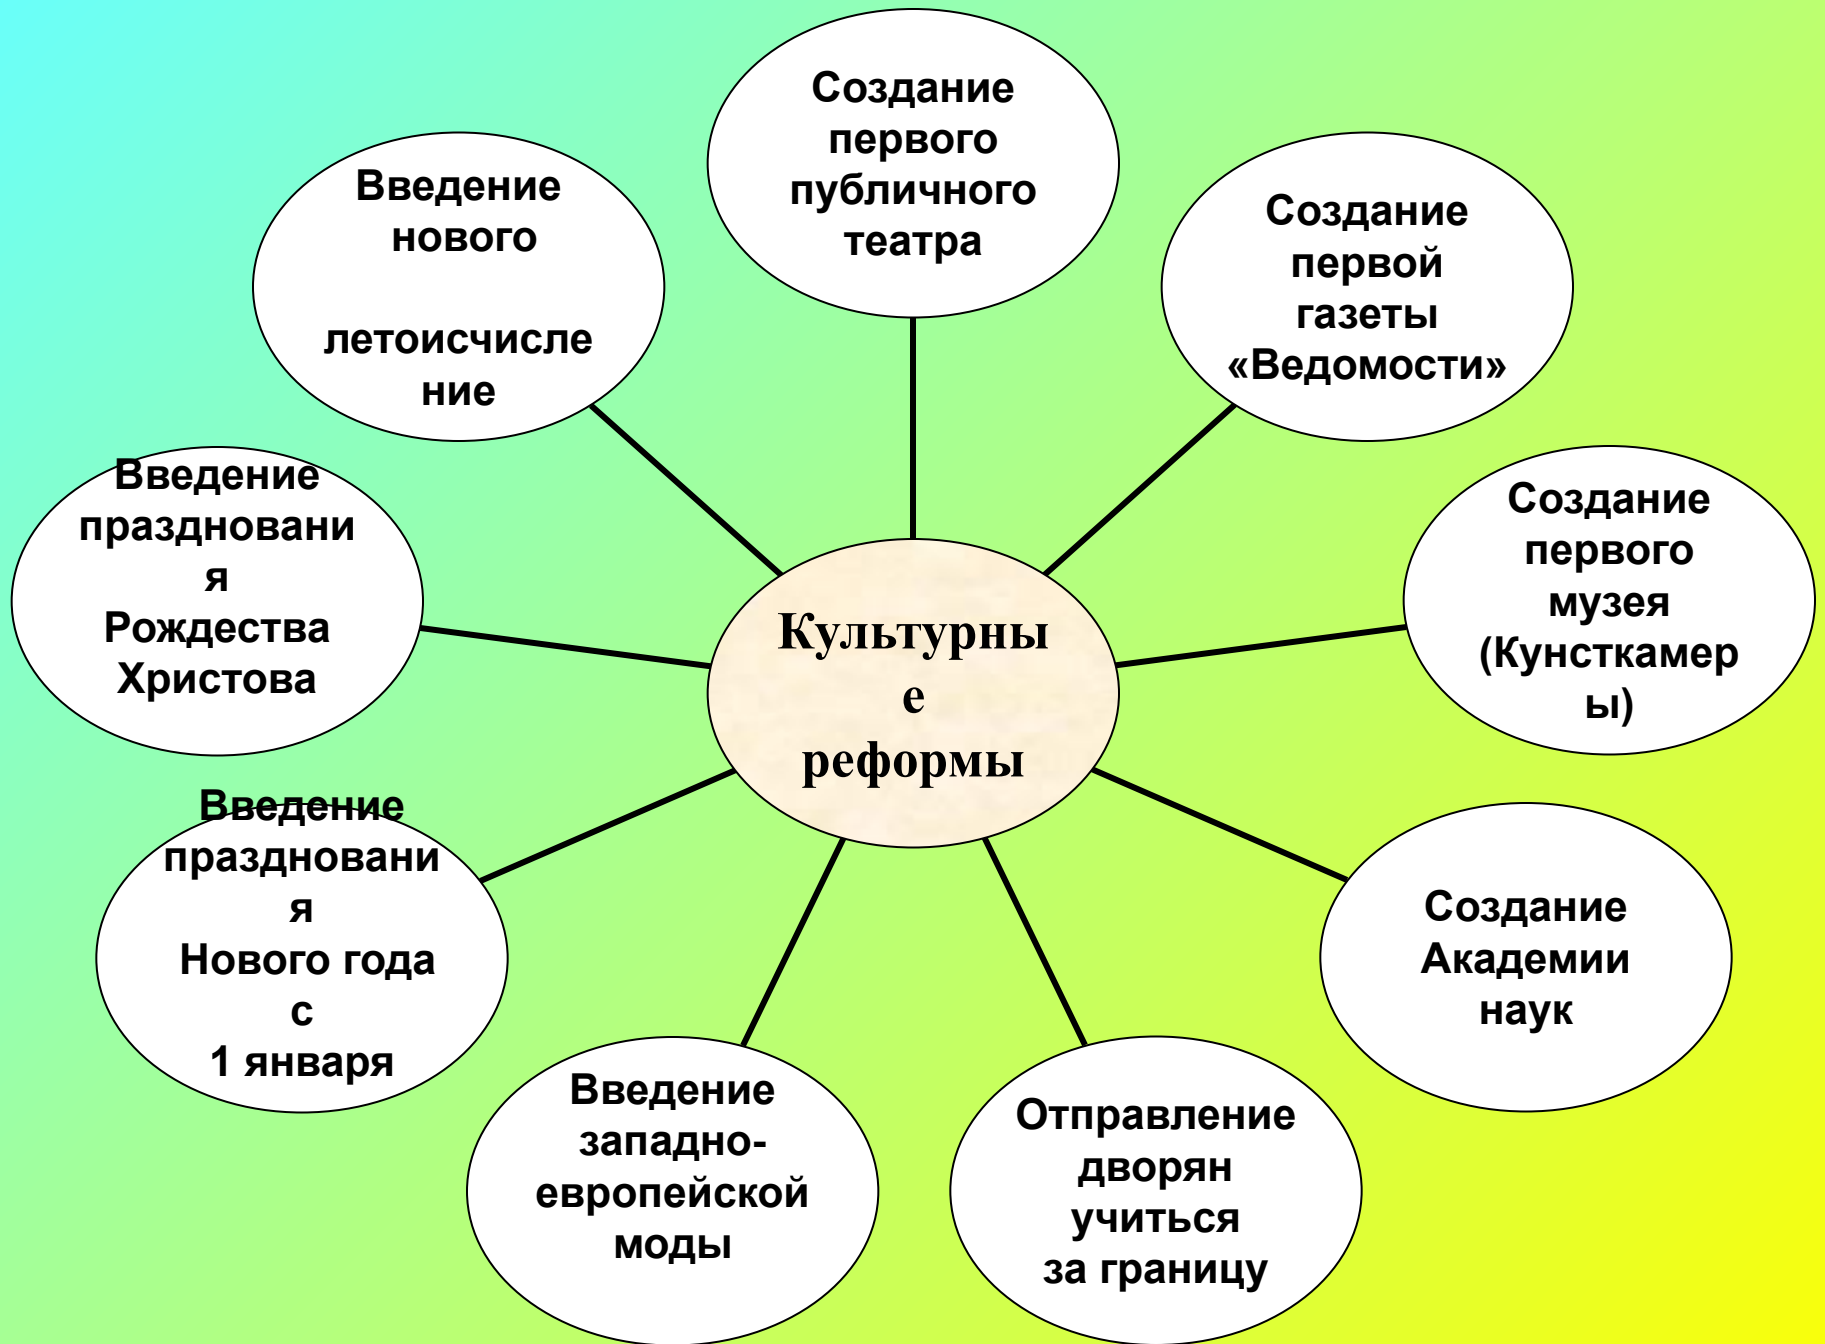 Создание
первого
публичного
театра
Введение
нового
летоисчисле
ние
Создание
первой
газеты
«Ведомости»
Введение
праздновани
я
Рождества
Христова
Создание
первого
музея
(Кунсткамер
ы)
Культурны
е
реформы
Введение
праздновани
я
Нового года
с
1 января
Создание
Академии
наук
Введение
западно-
европейской
моды
Отправление
дворян
учиться
за границу